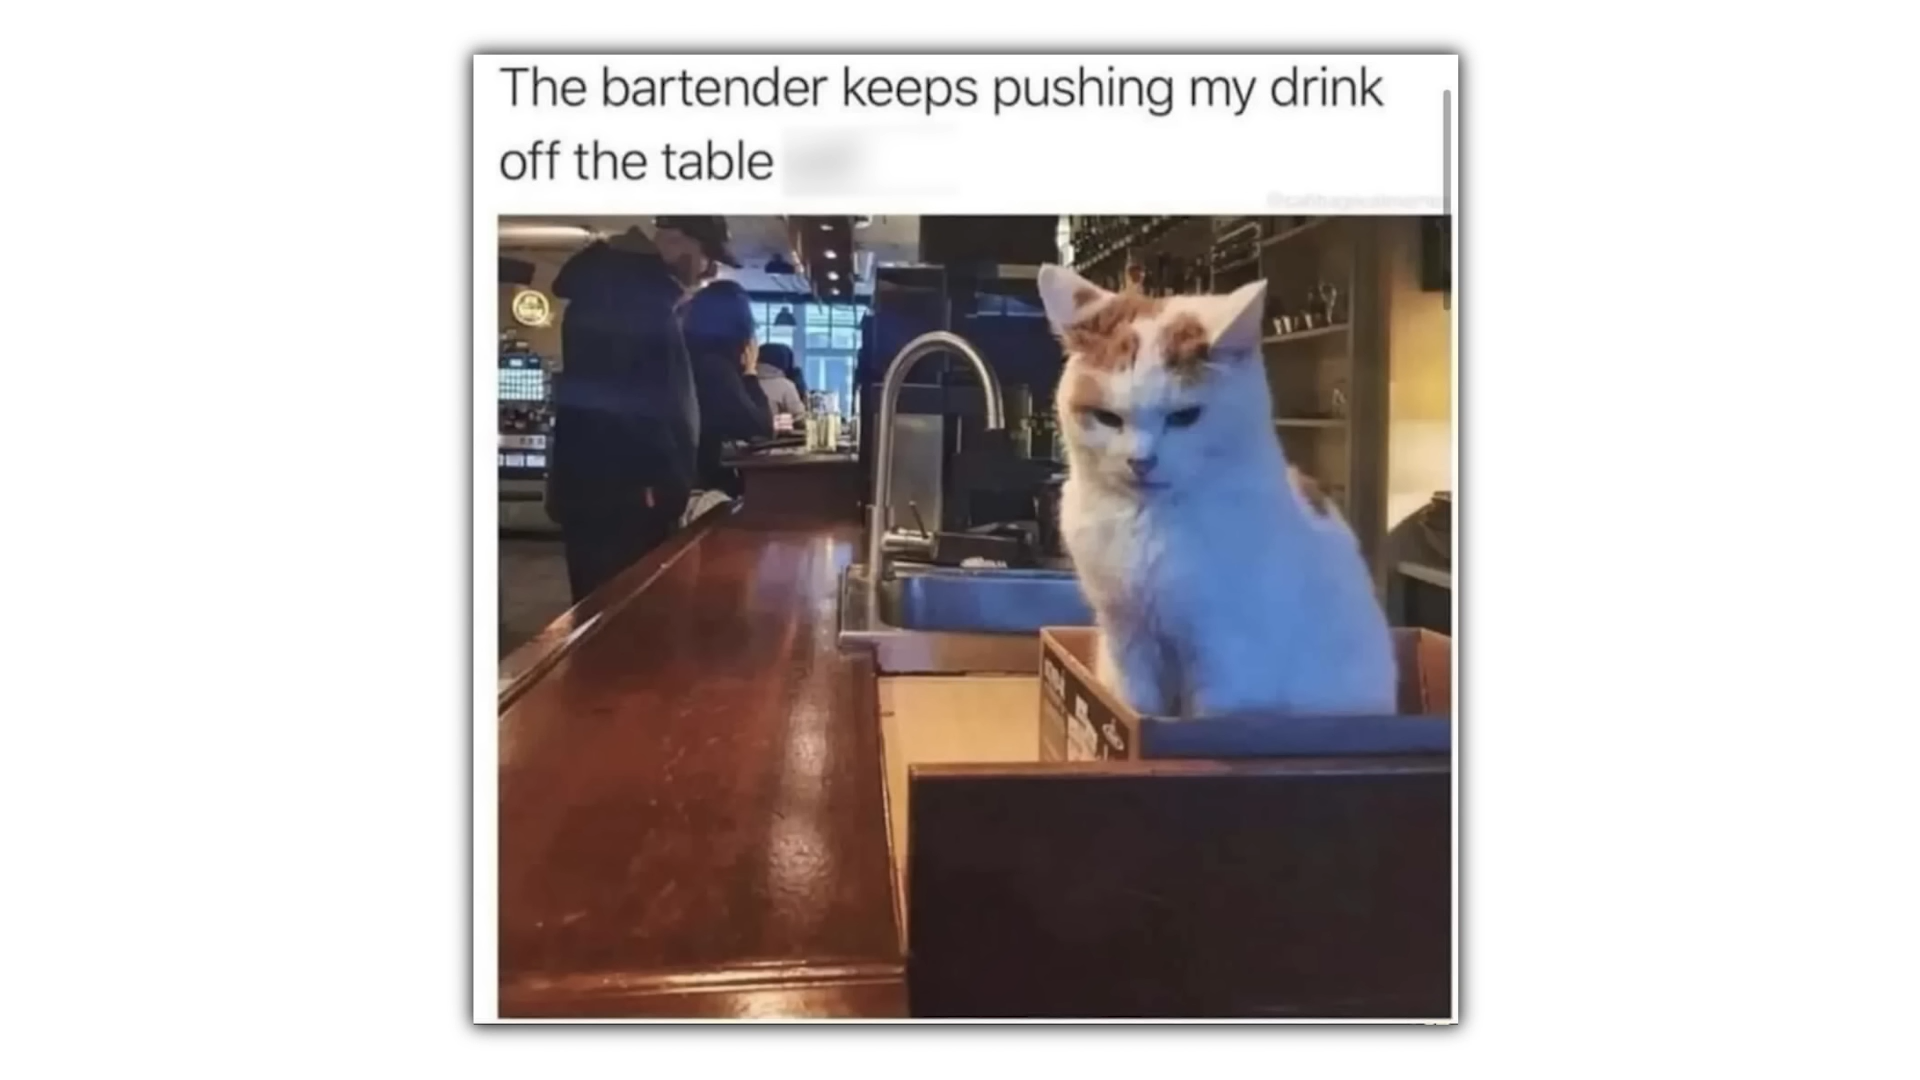 The bartender keeps pushing my drink
off the table